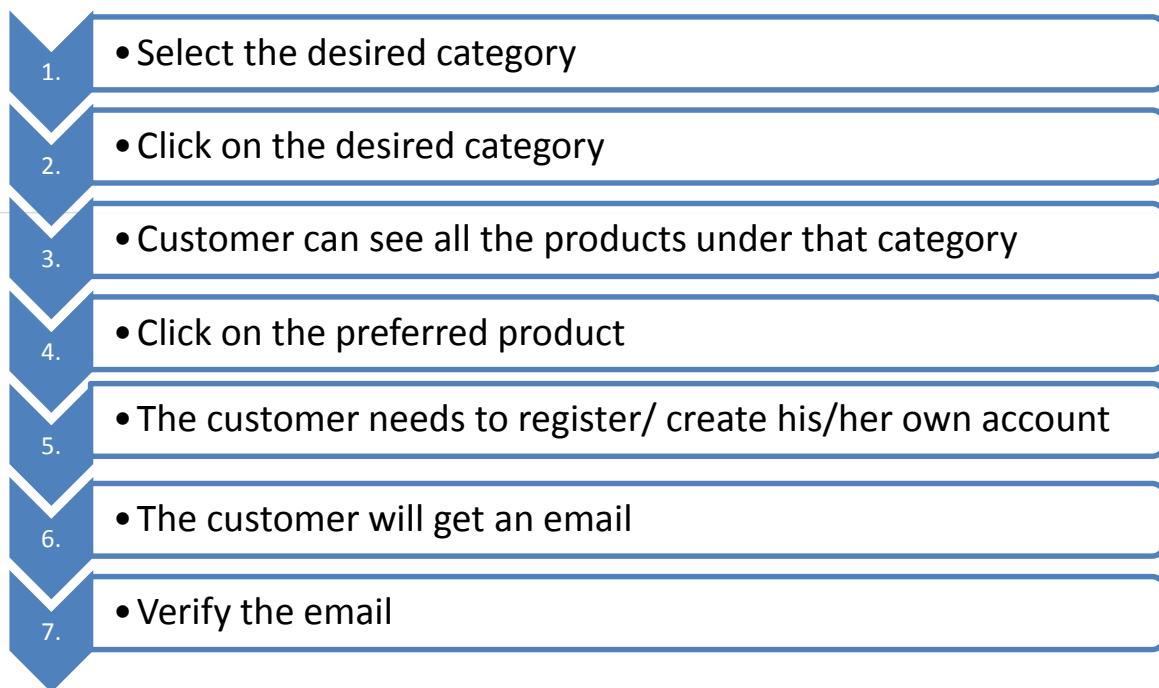 1. • Select the desired category
2. • Click on the desired category
3. • Customer can see all the products under that category
4. • Click on the preferred product
5. • The customer needs to register/ create his/her own account
6. • The customer will get an email
7. • Verify the email